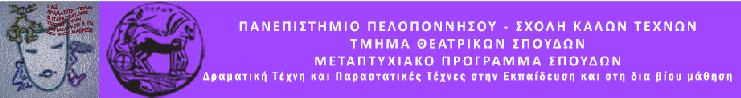 ΠΑΝΕΠΙΣΤΗΜΙΟ ΠΕΛΟΠΟΝΝΗΣΟΥ - ΣΧΟΛΗ ΚΑΛΩΝ ΤΕΧΝΩΝ
ΤΜΗΜΑ ΘΕΑΤΡΙΚΩΝ ΣΠΟΥΔΩΝ
ΜΕΤΑΠΤΥΧΙΑΚΟ ΠΡΟΓΡΑΜΜΑ ΣΠΟΥΔΩΝ
Δραματική Τέχνη και Παραστατικές Τέχνες στην Εκπαίδευση και στη δια βίου μάθηση